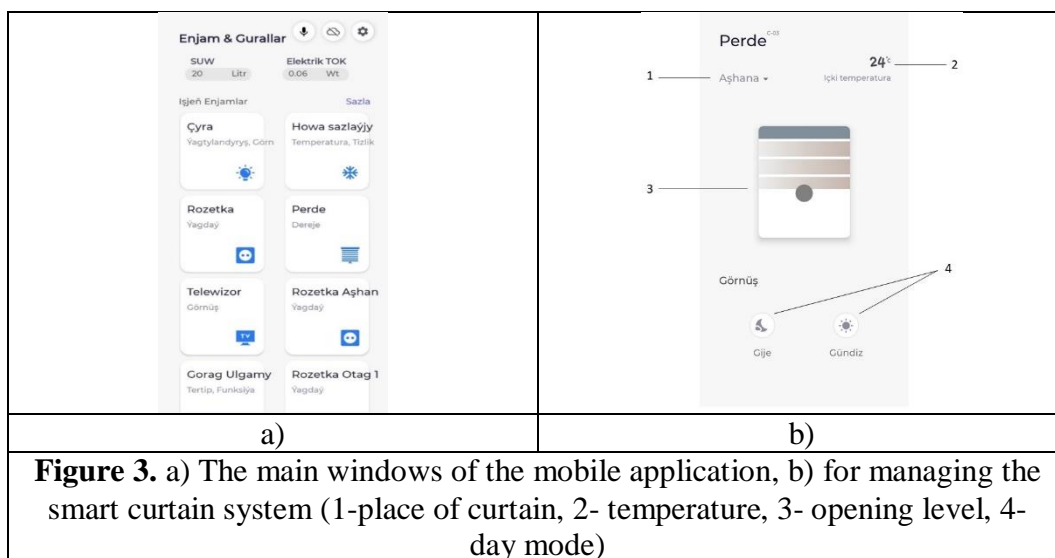 Enjam & Gurallar
SUW
Elektrik TOK
20 Litr
0.06 Wt
Işjeň Enjamlar
Sazla
Çyra
Ýagtylandyryş, Görn
Howa sazlaýjy
Temperatura, Tizlik
Rozetka
Ýagdaý
Perde
Dereje
Telewizor
Görnüş
TV
Rozetka Aşhan
Ýagdaý
Gorag Ulgamy
Tertip, Funksiýa
Rozetka Otag 1
Ýagdaý
a)
Perde C-03
24°c
2
1
Aşhana
Içki temperatura
3
4
Görnüş
Gije
Gündiz
b)
Figure 3. a) The main windows of the mobile application, b) for managing the
smart curtain system (1-place of curtain, 2- temperature, 3- opening level, 4-
day mode)